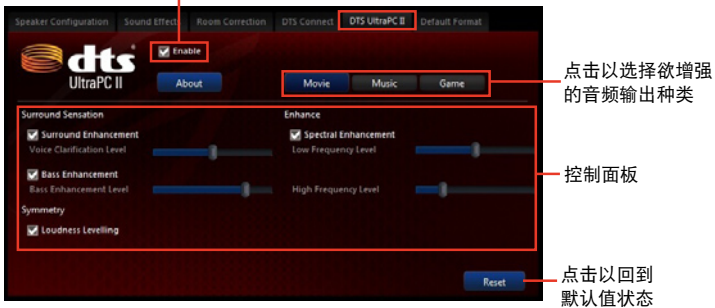 Speaker Configuration Sound Effects Room Correction DTS Connect DTS UltraPC II Default Format
dts
UltraPC II
Enable
About
Movie Music Game
点击以选择欲增强
的音频输出种类
Surround Sensation
Surround Enhancement
Voice Clarification Level
Bass Enhancement
Bass Enhancement Level
Symmetry
Loudness Levelling
Enhance
Spectral Enhancement
Low Frequency Level
High Frequency Level
控制面板
Reset
点击以回到
默认值状态